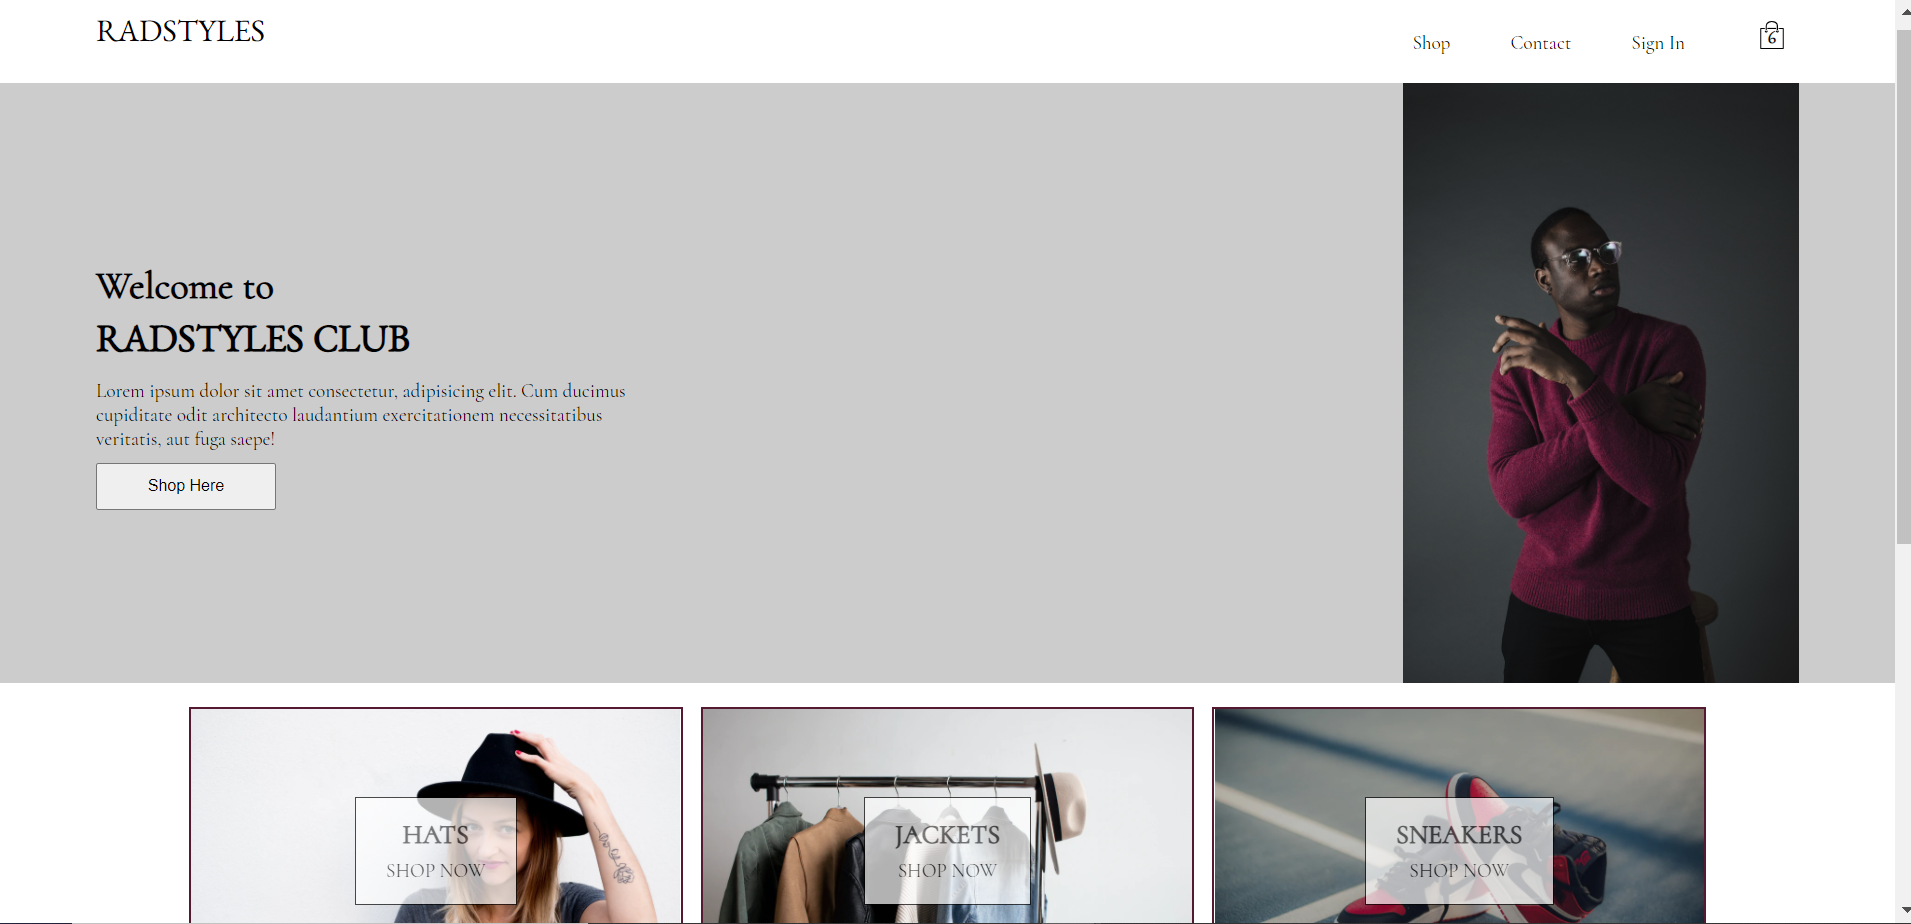 RADSTYLES
Shop
Contact
Sign In
6
Welcome to
RADSTYLES CLUB
Lorem ipsum dolor sit amet consectetur, adipisicing elit. Cum ducimus
cupiditate odit architecto laudantium exercitationem necessitatibus
veritatis, aut fuga saepe!
Shop Here
HATS
SHOP NOW
JACKETS
SHOP NOW
SNEAKERS
SHOP NOW